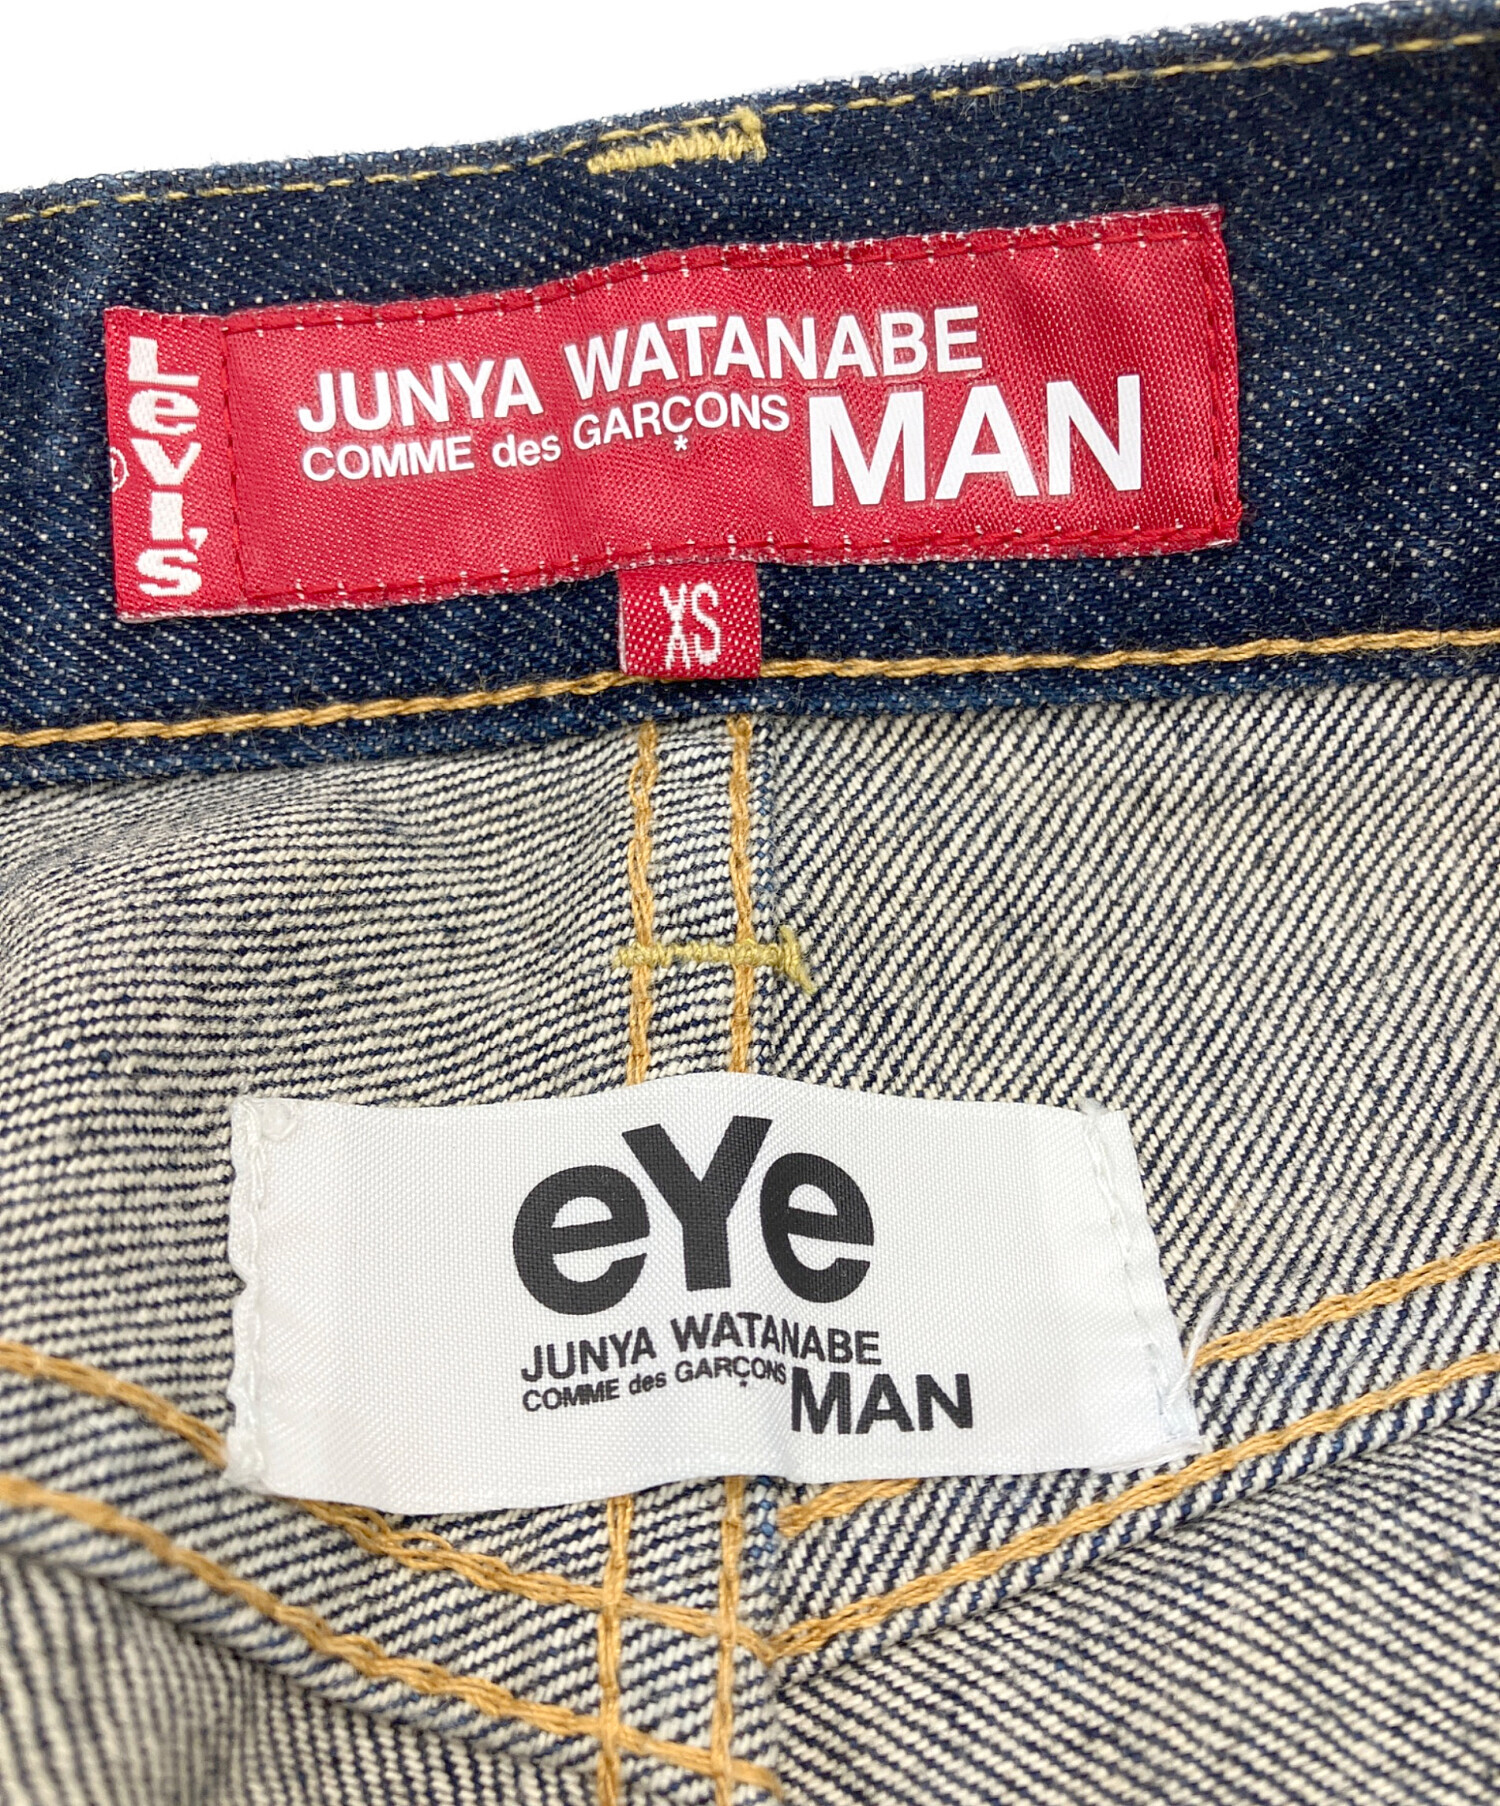 Levi's
®
JUNYA WATANABE
COMME des GARÇONS MAN
*
XS
eYe
JUNYA WATANABE
COMME des GARÇONS MAN
*